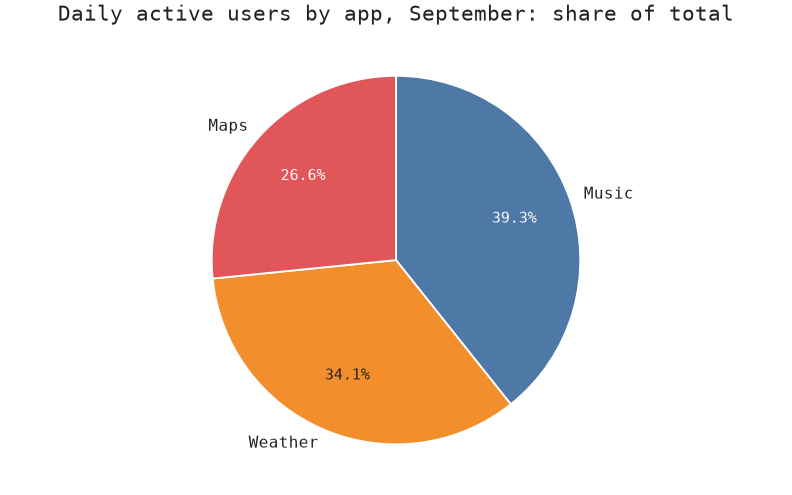 Daily active users by app, September: share of total
Maps
26.6%
Music
39.3%
34.1%
Weather